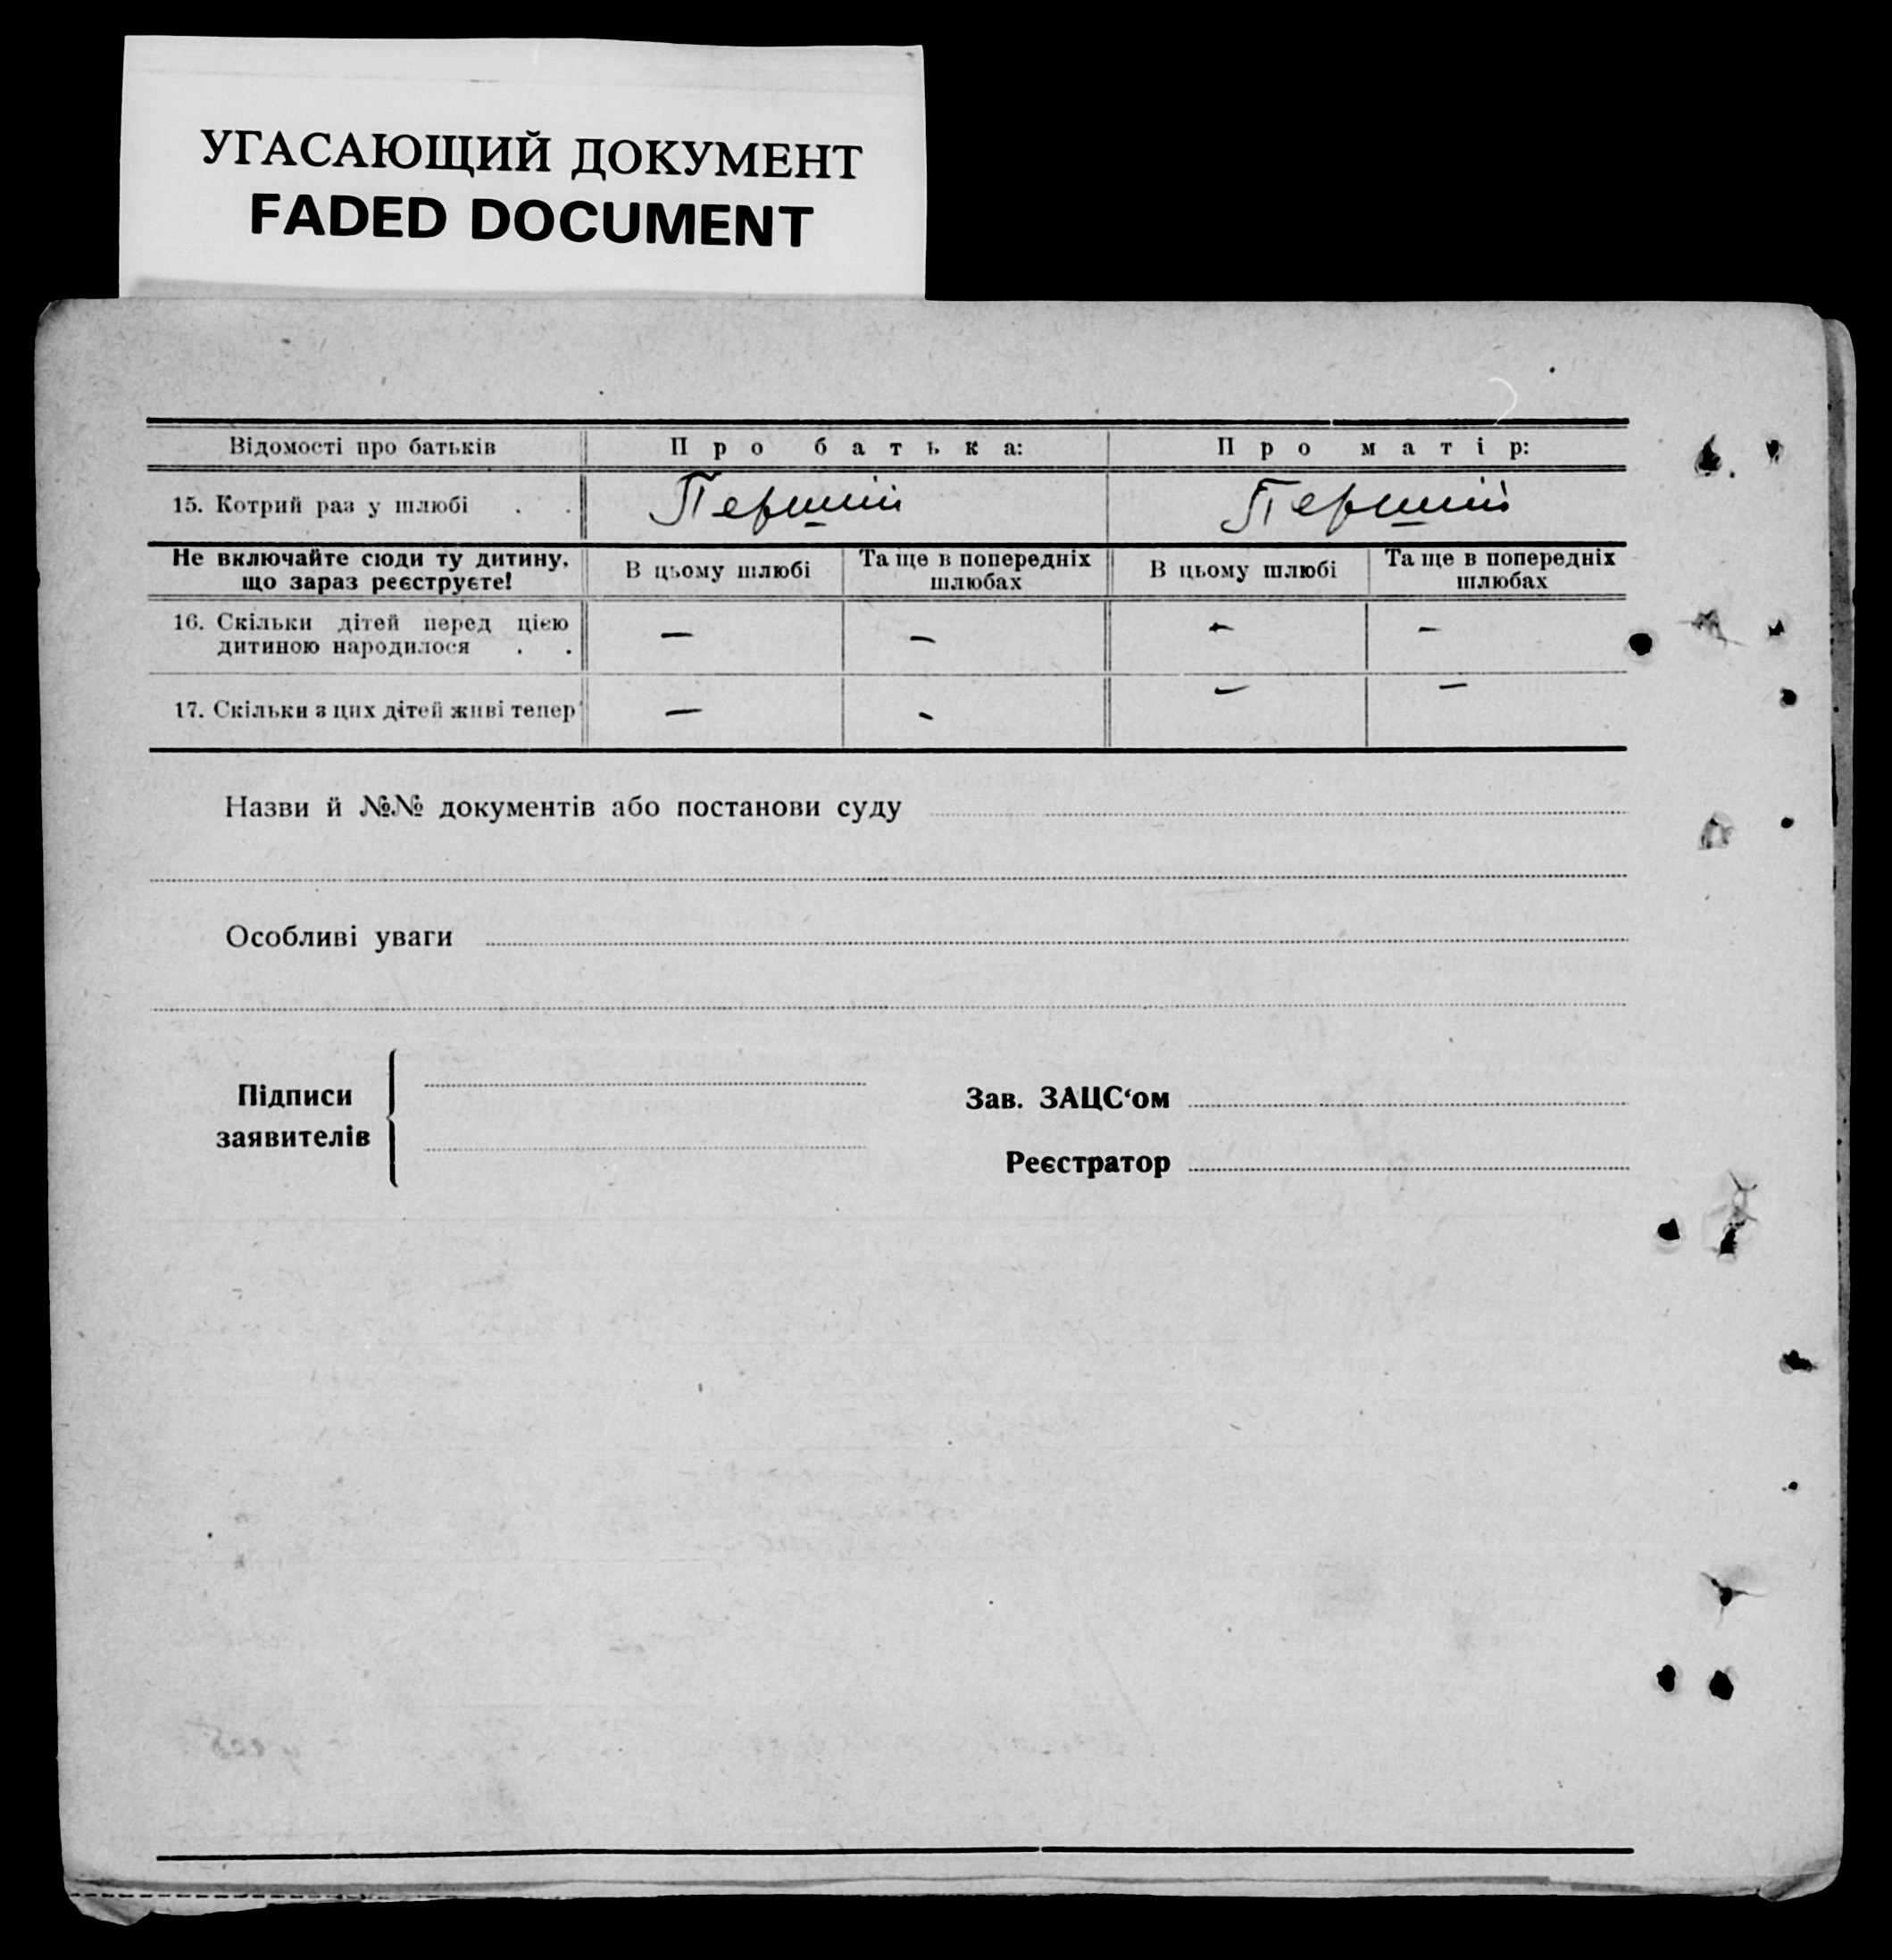 УГАСАЮЩИЙ ДОКУМЕНТ
FADED DOCUMENT
Відомості про батьків Про батька: Про матір:
15. Котрий раз у шлюбі . . Перший Перший
Не включайте сюди ту дитину, що зараз реєструєте! В цьому шлюбі Та ще в попередніх шлюбах В цьому шлюбі Та ще в попередніх шлюбах
16. Скільки дітей перед цією
дитиною народилося . . — — — —
17. Скільки з цих дітей живі тепер — - — —
Назви й №№ документів або постанови суду
Особливі уваги
Підписи
заявителів
Зав. ЗАЦС‘ом
Реєстратор